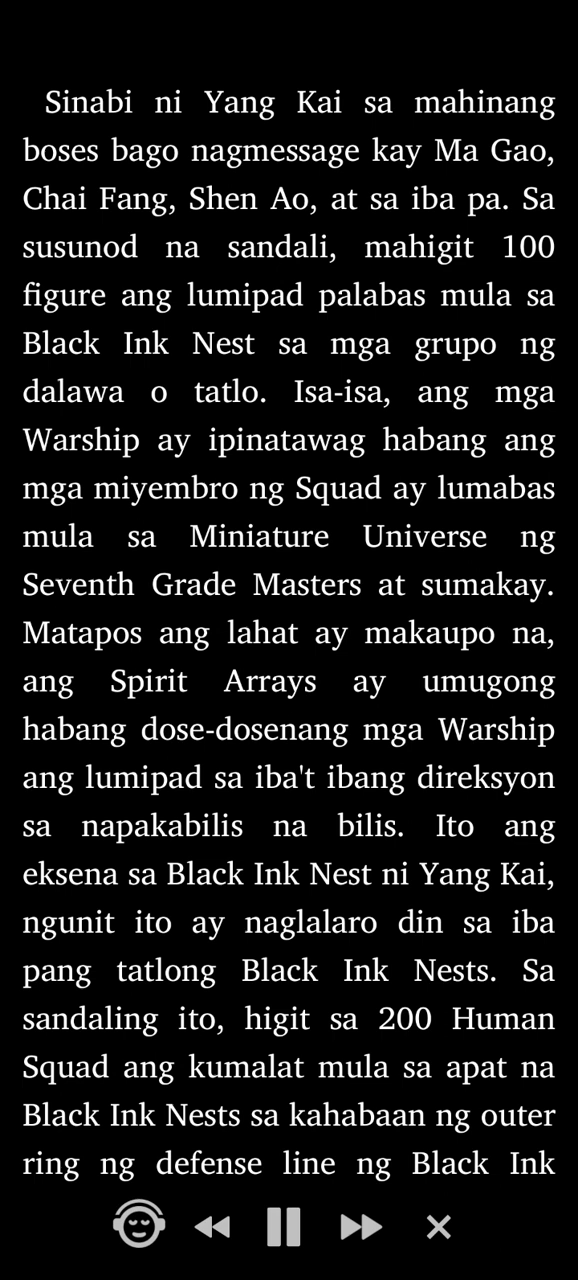 Sinabi ni Yang Kai sa mahinang
boses bago nagmessage kay Ma Gao,
Chai Fang, Shen Ao, at sa iba pa. Sa
susunod na sandali, mahigit 100
figure ang lumipad palabas mula sa
Black Ink Nest sa mga grupo ng
dalawa o tatlo. Isa-isa, ang mga
Warship ay ipinatawag habang ang
mga miyembro ng Squad ay lumabas
mula sa Miniature Universe ng
Seventh Grade Masters at sumakay.
Matapos ang lahat ay makaupo na,
ang Spirit Arrays ay umugong
habang dose-dosenang mga Warship
ang lumipad sa iba't ibang direksyon
sa napakabilis na bilis. Ito ang
eksena sa Black Ink Nest ni Yang Kai,
ngunit ito ay naglalaro din sa iba
pang tatlong Black Ink Nests. Sa
sandaling ito, higit sa 200 Human
Squad ang kumalat mula sa apat na
Black Ink Nests sa kahabaan ng outer
ring ng defense line ng Black Ink